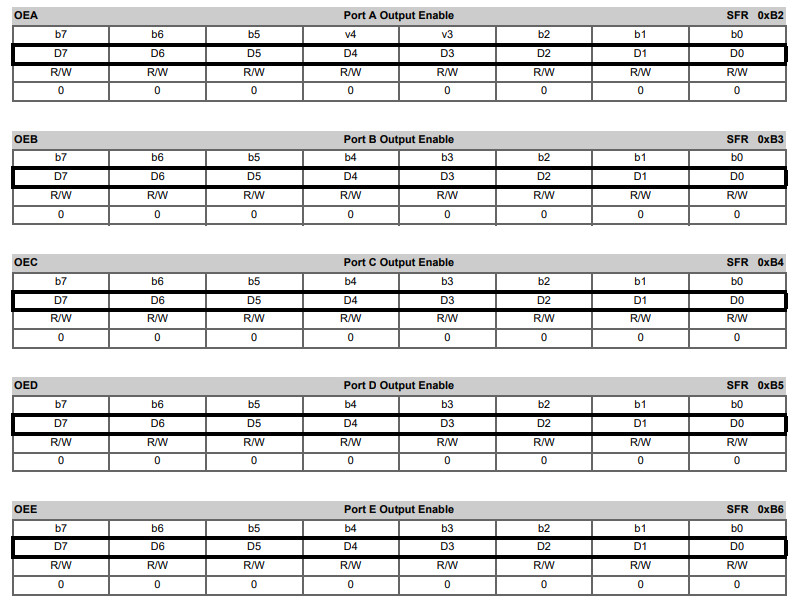 OEA Port A Output Enable SFR 0xB2
b7 b6 b5 v4 v3 b2 b1 b0
D7 D6 D5 D4 D3 D2 D1 D0
R/W R/W R/W R/W R/W R/W R/W R/W
0 0 0 0 0 0 0 0
OEB Port B Output Enable SFR 0xB3
b7 b6 b5 b4 b3 b2 b1 b0
D7 D6 D5 D4 D3 D2 D1 D0
R/W R/W R/W R/W R/W R/W R/W R/W
0 0 0 0 0 0 0 0
OEC Port C Output Enable SFR 0xB4
b7 b6 b5 b4 b3 b2 b1 b0
D7 D6 D5 D4 D3 D2 D1 D0
R/W R/W R/W R/W R/W R/W R/W R/W
0 0 0 0 0 0 0 0
OED Port D Output Enable SFR 0xB5
b7 b6 b5 b4 b3 b2 b1 b0
D7 D6 D5 D4 D3 D2 D1 D0
R/W R/W R/W R/W R/W R/W R/W R/W
0 0 0 0 0 0 0 0
OEE Port E Output Enable SFR 0xB6
b7 b6 b5 b4 b3 b2 b1 b0
D7 D6 D5 D4 D3 D2 D1 D0
R/W R/W R/W R/W R/W R/W R/W R/W
0 0 0 0 0 0 0 0